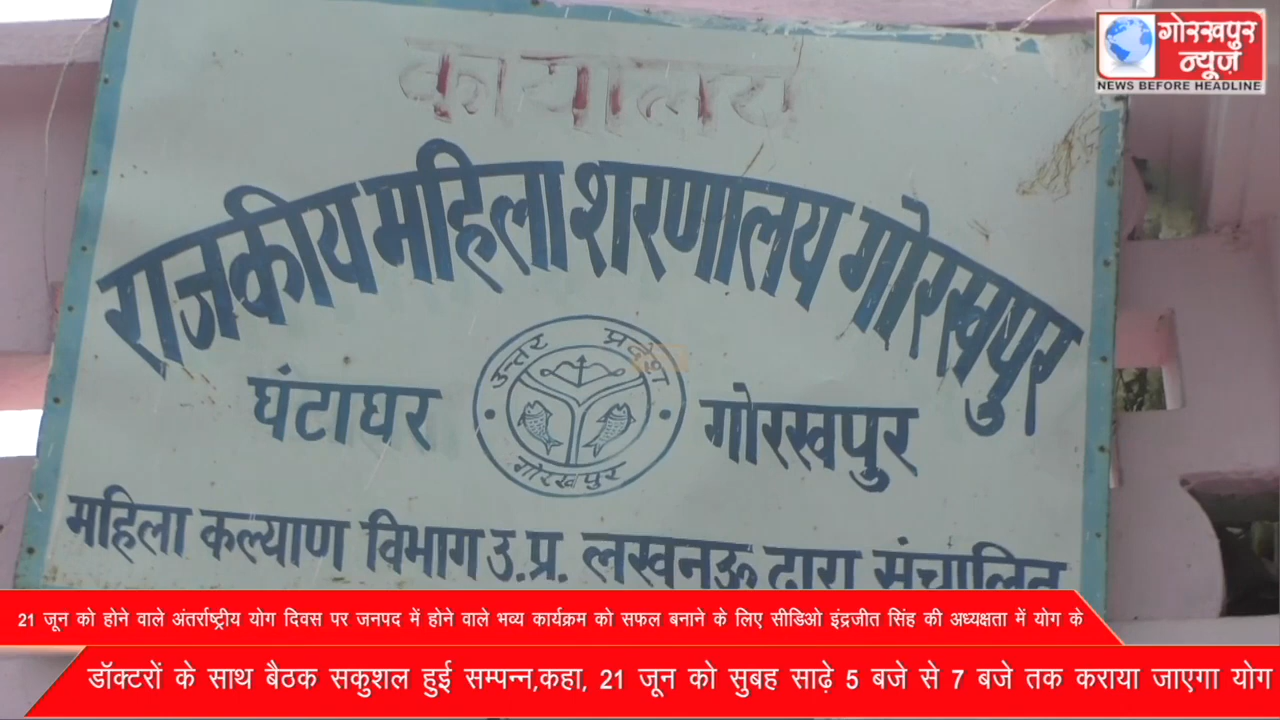 गोरखपुर
न्यूज़
NEWS BEFORE HEADLINE
कार्यालय
राजकीय महिला शरणालय गोरखपुर
घंटाघर
उत्तर प्रदेश
गोरखपुर
गोरखपुर
महिला कल्याण विभाग उ.प्र. लखनऊ द्वारा संचालित
21 जून को होने वाले अंतर्राष्ट्रीय योग दिवस पर जनपद में होने वाले भव्य कार्यक्रम को सफल बनाने के लिए सीडिओ इंद्रजीत सिंह की अध्यक्षता में योग के
डॉक्टरों के साथ बैठक सकुशल हुई सम्पन्न,कहा, 21 जून को सुबह साढ़े 5 बजे से 7 बजे तक कराया जाएगा योग